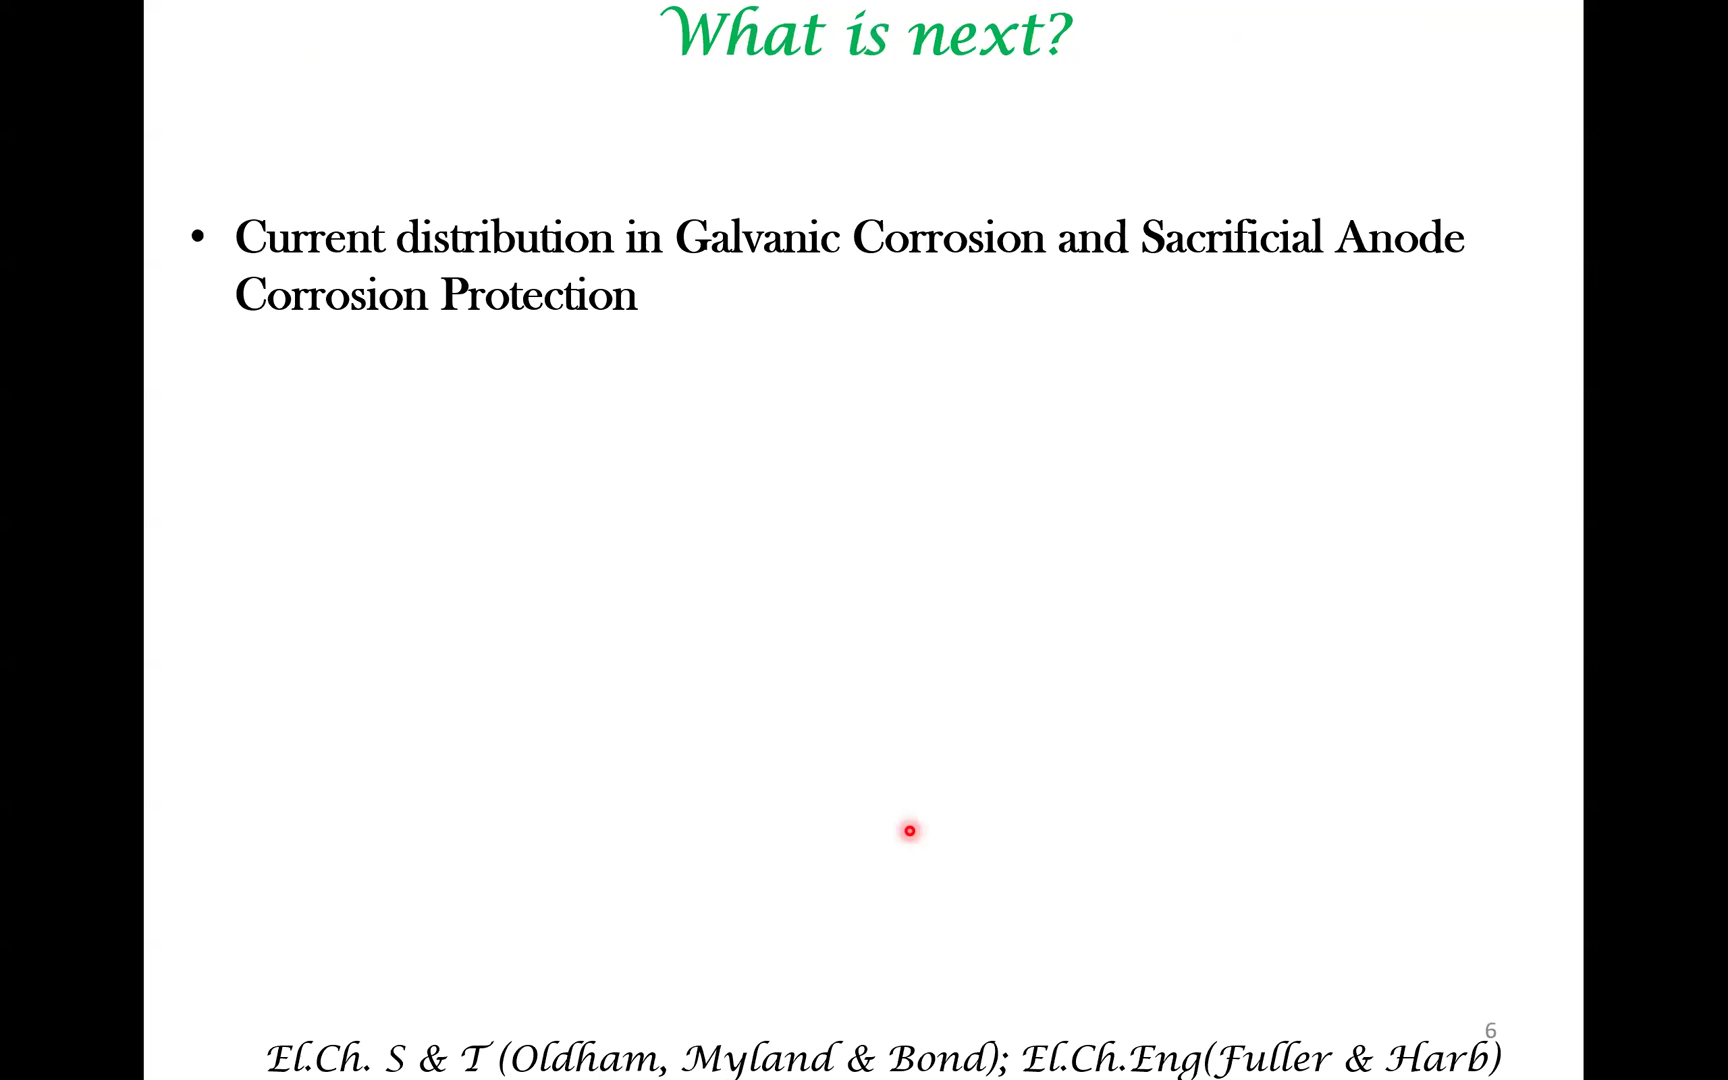 What is next?
• Current distribution in Galvanic Corrosion and Sacrificial Anode
Corrosion Protection
6
El.Ch. S & T (Oldham, Myland & Bond); El.Ch.Eng(Fuller & Harb)